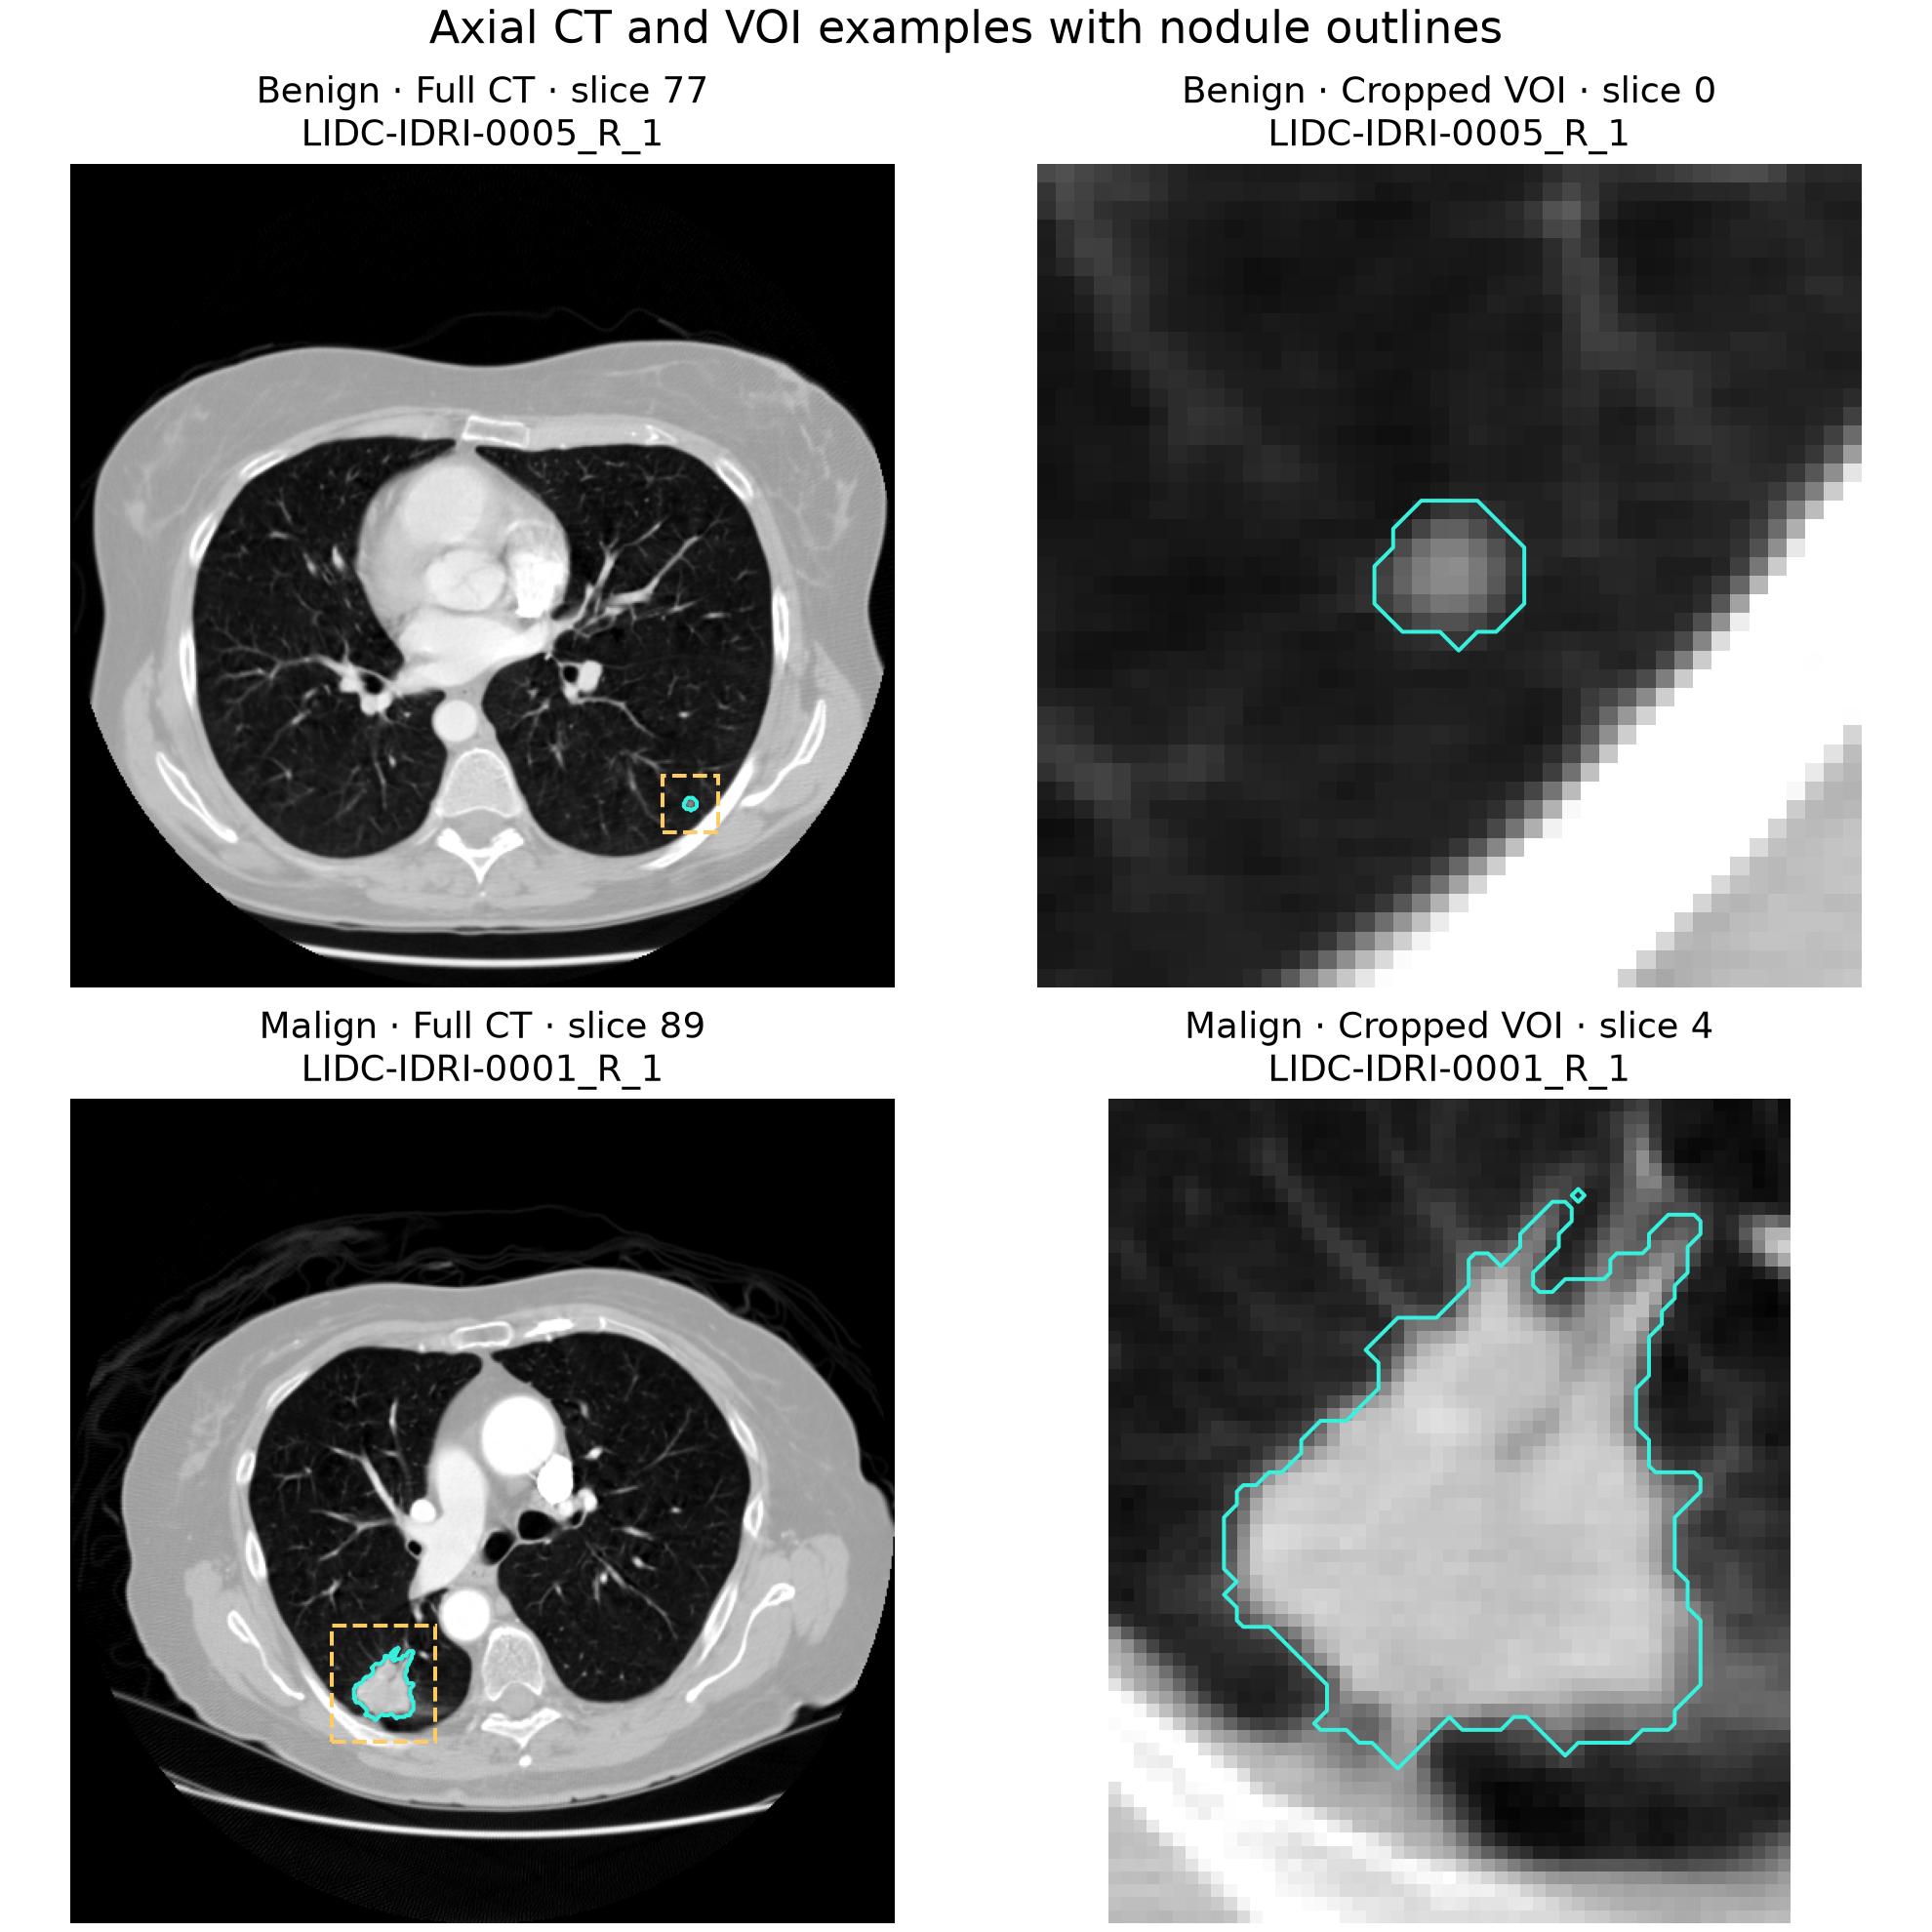 Axial CT and VOI examples with nodule outlines
Benign · Full CT · slice 77
LIDC-IDRI-0005_R_1
Benign · Cropped VOI · slice 0
LIDC-IDRI-0005_R_1
Malign · Full CT · slice 89
LIDC-IDRI-0001_R_1
Malign · Cropped VOI · slice 4
LIDC-IDRI-0001_R_1